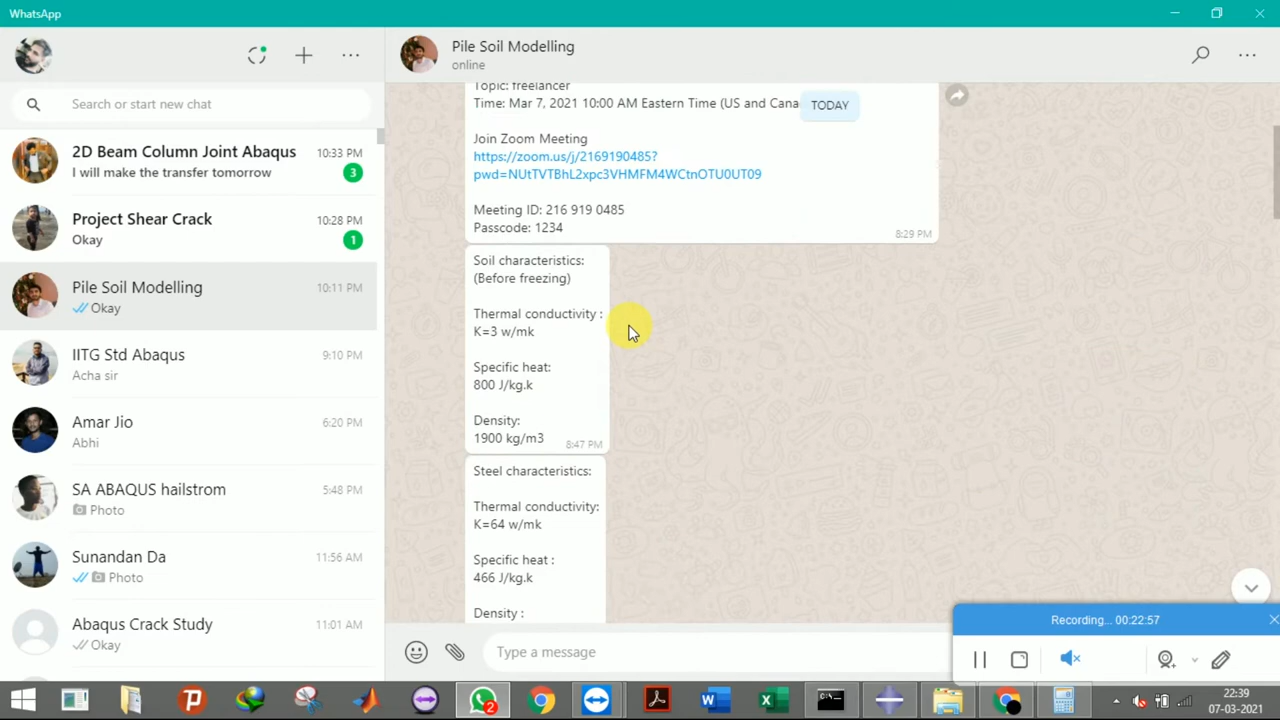 WhatsApp
Search or start new chat
2D Beam Column Joint Abaqus 10:33 PM
I will make the transfer tomorrow 3
Project Shear Crack 10:28 PM
Okay 1
Pile Soil Modelling 10:11 PM
Okay
IITG Std Abaqus 9:10 PM
Acha sir
Amar Jio 6:20 PM
Abhi
SA ABAQUS hailstrom 5:48 PM
Photo
Sunandan Da 11:56 AM
Photo
Abaqus Crack Study 11:01 AM
Okay
Pile Soil Modelling
online
Topic: freelancer
Time: Mar 7, 2021 10:00 AM Eastern Time (US and Cana
TODAY
Join Zoom Meeting
https://zoom.us/j/2169190485?
pwd=NUtTVTBhL2xpc3VHMFM4WCtnOTU0UT09
Meeting ID: 216 919 0485
Passcode: 1234
8:29 PM
Soil characteristics:
(Before freezing)
Thermal conductivity :
K=3 w/mk
Specific heat:
800 J/kg.k
Density:
1900 kg/m3
8:47 PM
Steel characteristics:
Thermal conductivity:
K=64 w/mk
Specific heat :
466 J/kg.k
Density :
Type a message
Recording... 00:22:57
2
22:39
07-03-2021